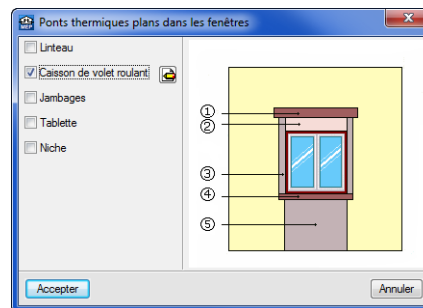 Ponts thermiques plans dans les fenêtres
Linteau
Caisson de volet roulant
Jambages
Tablette
Niche
1
2
3
4
5
Accepter
Annuler